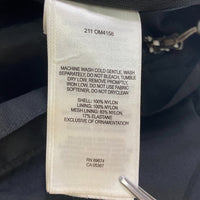 211 OM4156
MACHINE WASH COLD GENTLE, WASH
SEPARATELY, DO NOT BLEACH, TUMBLE
DRY LOW, REMOVE PROMPTLY,
IRON LOW, DO NOT USE FABRIC
SOFTENER, DO NOT DRYCLEAN
SHELL: 100% NYLON
LINING: 100% NYLON
MESH LINING: 83% NYLON
17% ELASTANE
EXCLUSIVE OF ORNAMENTATION
RN 89674
CA 05367